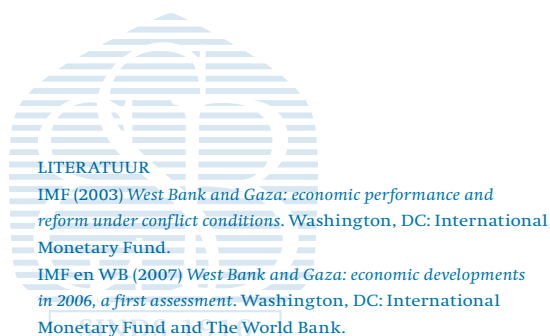 LITERATUUR
IMF (2003) West Bank and Gaza: economic performance and
reform under conflict conditions. Washington, DC: International
Monetary Fund.
IMF en WB (2007) West Bank and Gaza: economic developments
in 2006, a first assessment. Washington, DC: International
Monetary Fund and The World Bank.